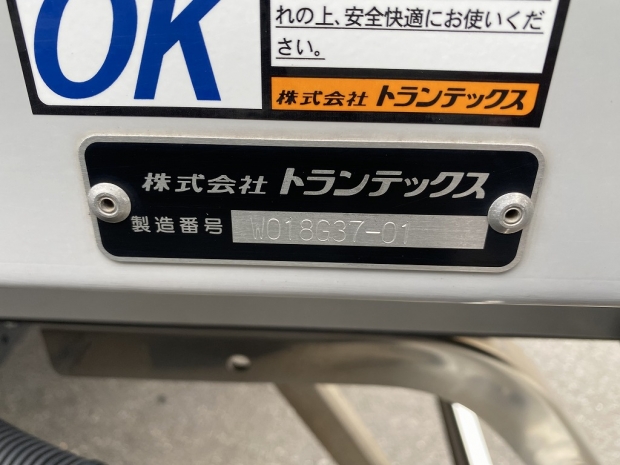 OK
れの上、安全快適にお使いくだ
さい。
株式会社 トランテックス
株式会社 トランテックス
製造番号 W018G37-01